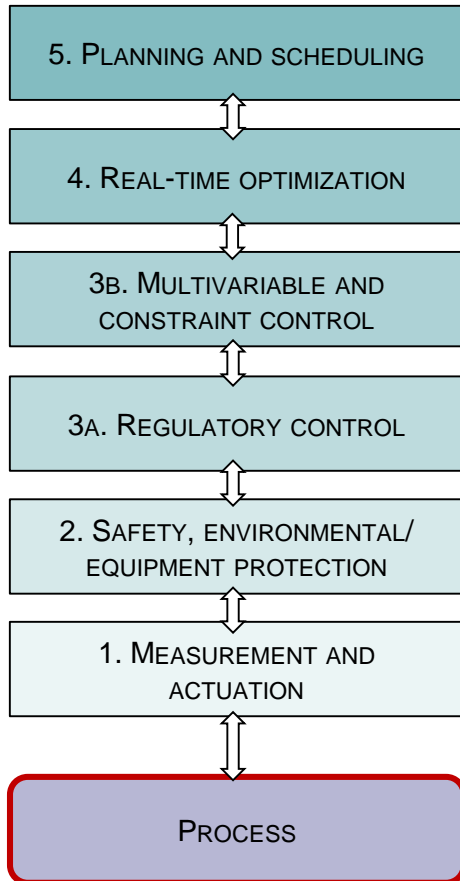 5. Planning and scheduling
4. Real-time optimization
3b. Multivariable and
constraint control
3a. Regulatory control
2. Safety, environmental/
equipment protection
1. Measurement and
actuation
Process